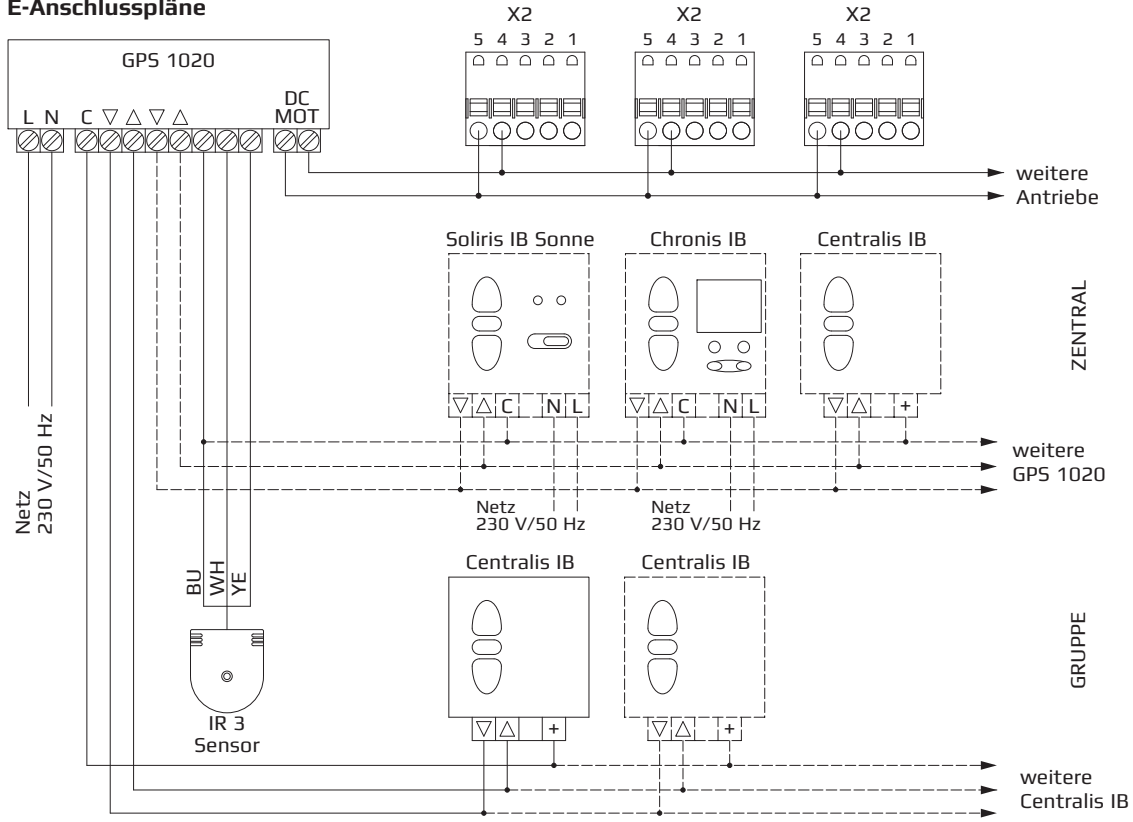 E-Anschlusspläne
X2 X2 X2
5 4 3 2 1 5 4 3 2 1 5 4 3 2 1
GPS 1020
DC
L N C ▽ △ ▽ △ MOT
weitere
Antriebe
Soliris IB Sonne Chronis IB Centralis IB
ZENTRAL
▽ △ C N L ▽ △ C N L ▽ △ +
weitere
GPS 1020
Netz
230 V/50 Hz
Netz
230 V/50 Hz
Netz
230 V/50 Hz
BU
WH
YE
Centralis IB Centralis IB
GRUPPE
IR 3
Sensor
▽ △ + ▽ △ +
weitere
Centralis IB